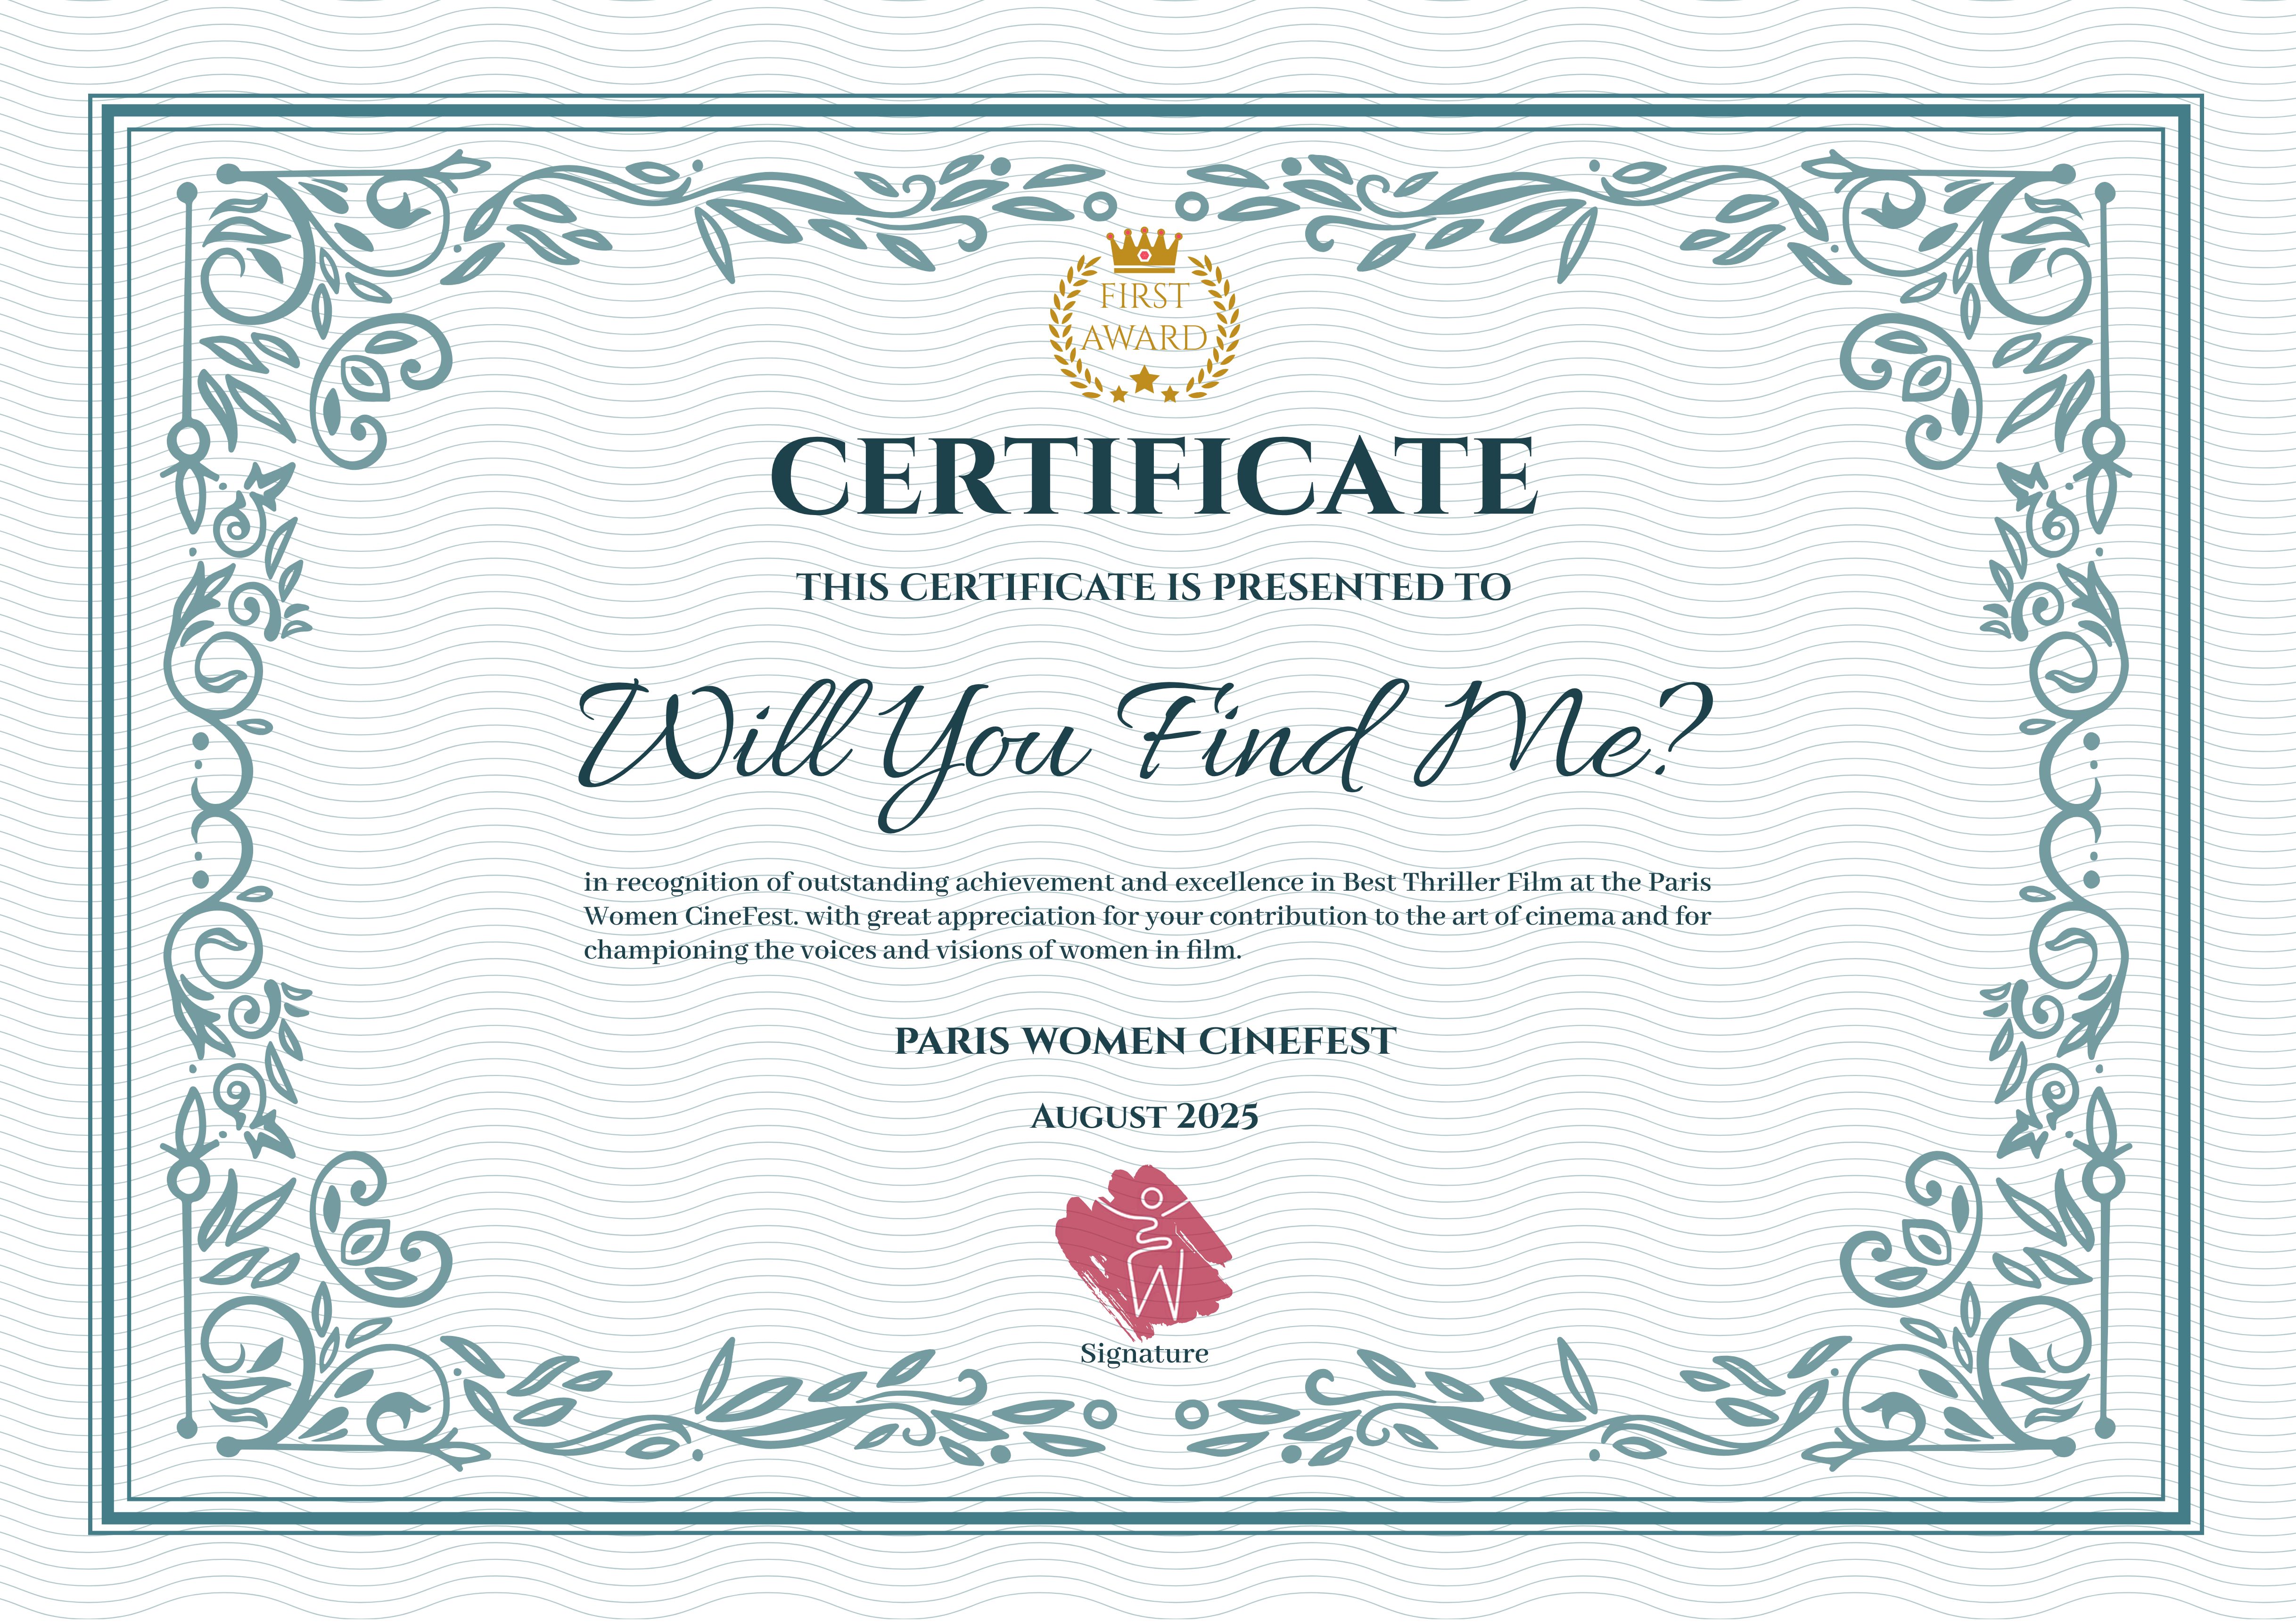 FIRST
AWARD
CERTIFICATE
THIS CERTIFICATE IS PRESENTED TO
Will You Find Me?
in recognition of outstanding achievement and excellence in Best Thriller Film at the Paris
Women CineFest. with great appreciation for your contribution to the art of cinema and for
championing the voices and visions of women in film.
PARIS WOMEN CINEFEST
AUGUST 2025
W
Signature